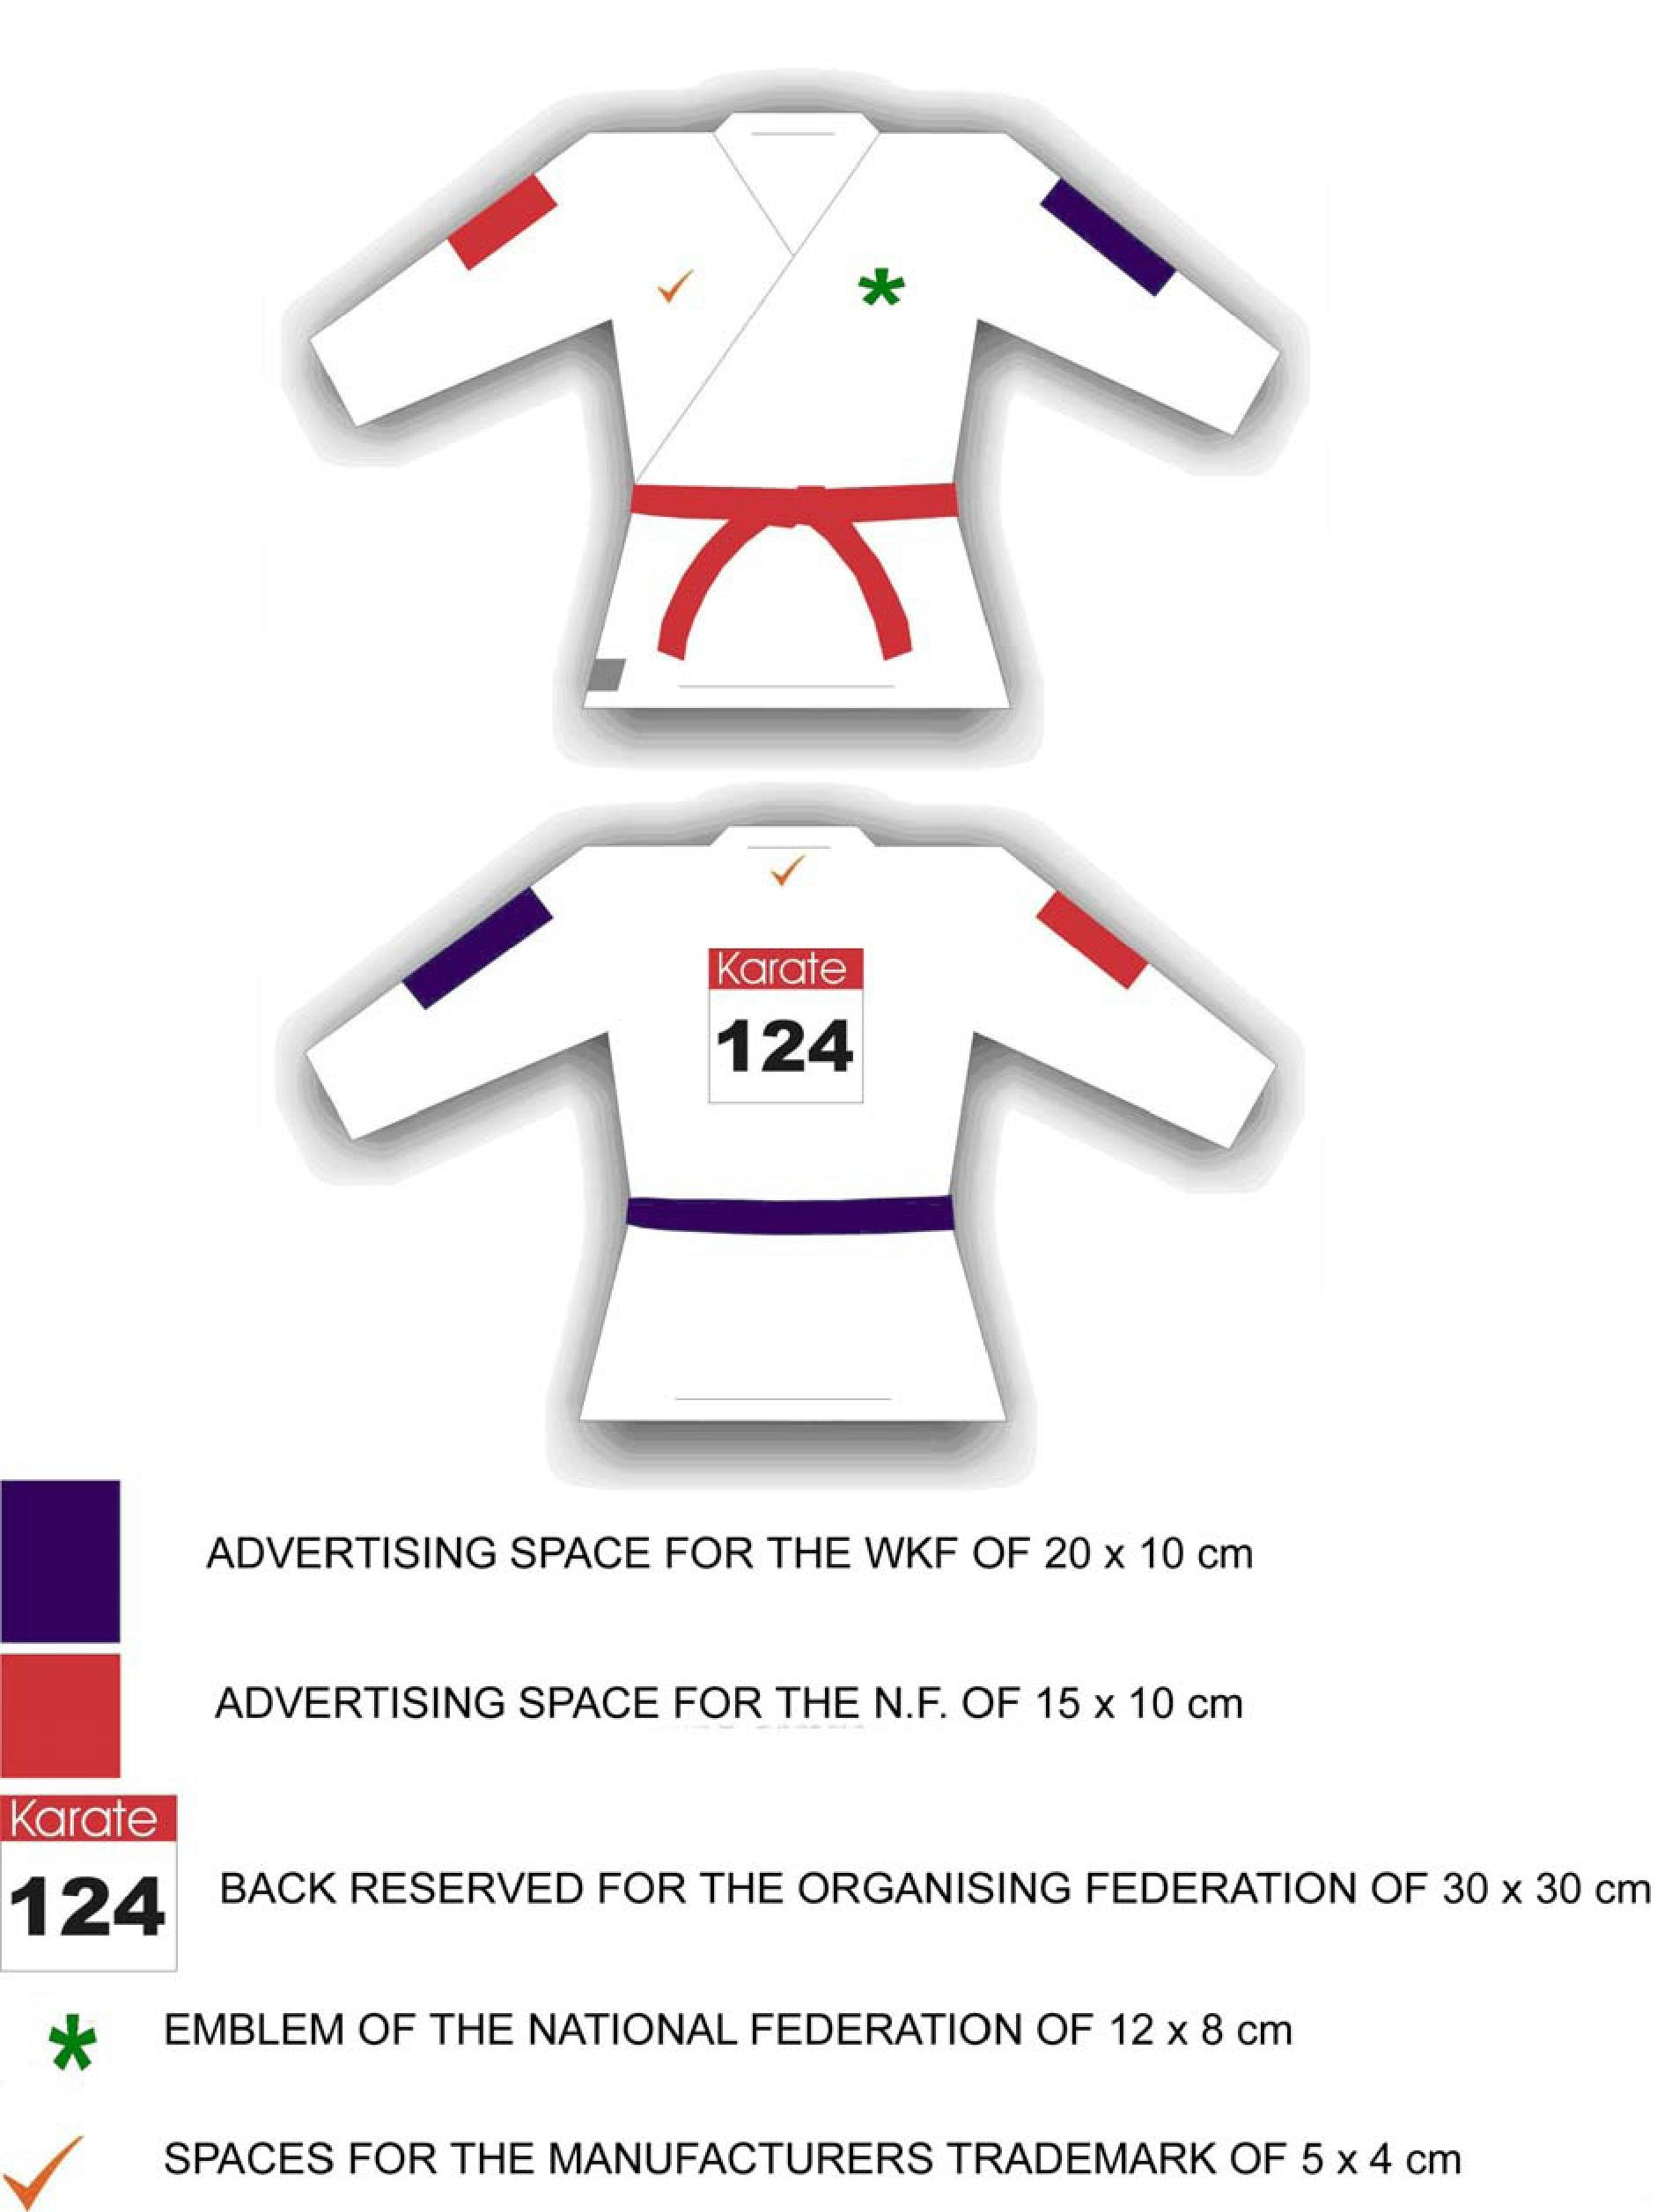 Karate
124
ADVERTISING SPACE FOR THE WKF OF 20 x 10 cm
ADVERTISING SPACE FOR THE N.F. OF 15 x 10 cm
Karate
124
BACK RESERVED FOR THE ORGANISING FEDERATION OF 30 x 30 cm
EMBLEM OF THE NATIONAL FEDERATION OF 12 x 8 cm
SPACES FOR THE MANUFACTURERS TRADEMARK OF 5 x 4 cm